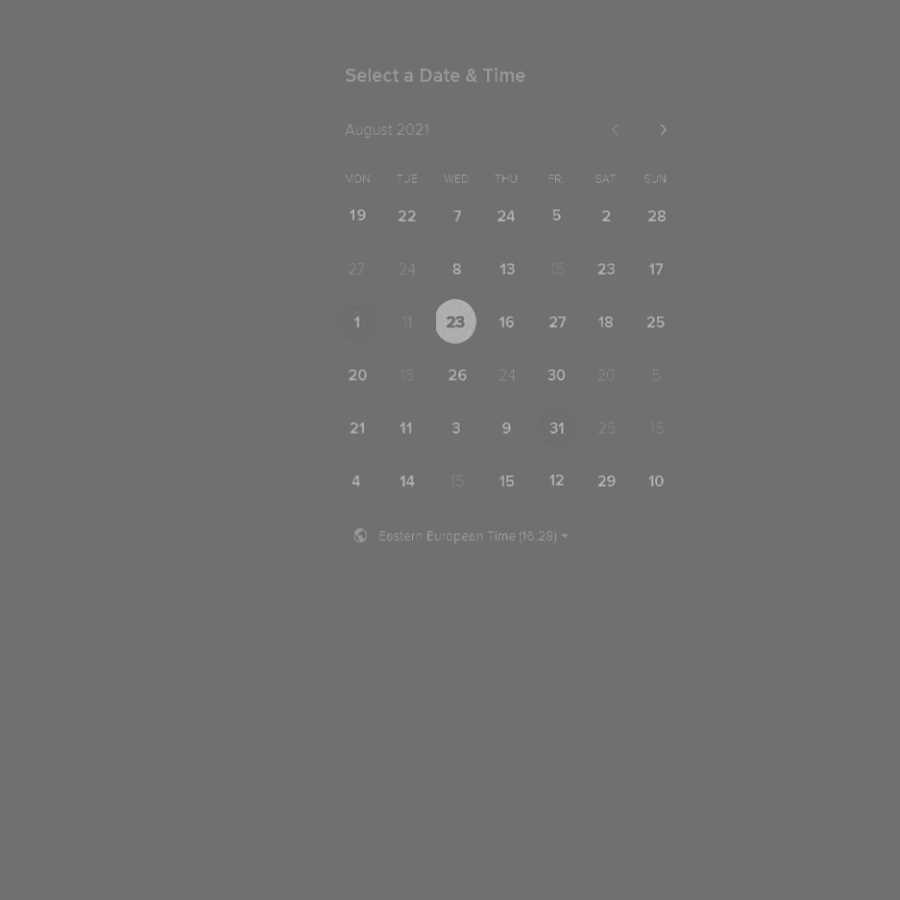 Select a Date & Time
August 2021
MON TUE WED THU FRI SAT SUN
19 22 7 24 5 2 28
27 24 8 13 15 23 17
1 11 23 16 27 18 25
20 15 26 24 30 20 5
21 11 3 9 31 25 15
4 14 15 15 12 29 10
Eastern European Time (16:28)